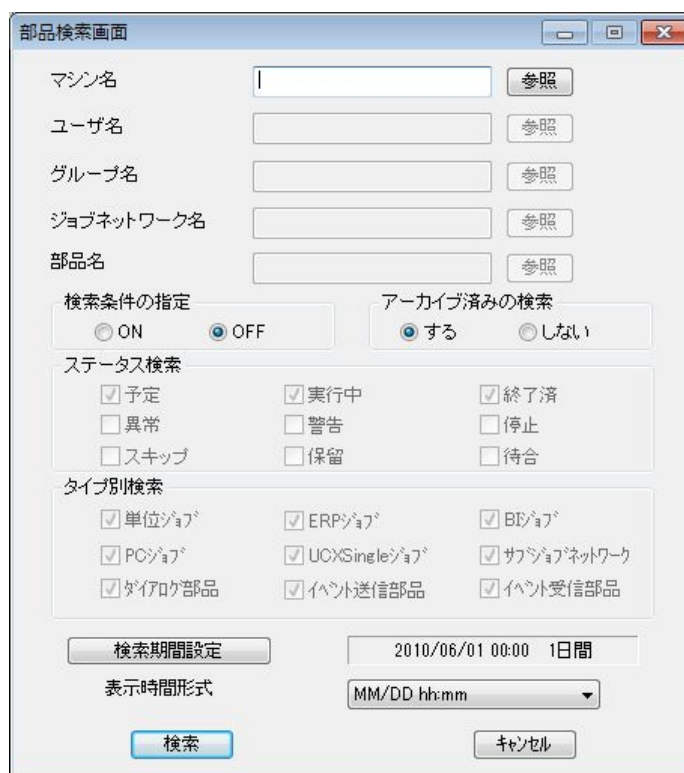 部品検索画面
マシン名 参照
ユーザ名 参照
グループ名 参照
ジョブネットワーク名 参照
部品名 参照
検索条件の指定 アーカイブ済みの検索
ON OFF する しない
ステータス検索
予定 実行中 終了済
異常 警告 停止
スキップ 保留 待合
タイプ別検索
単位ｼﾞｮﾌﾞ ERPｼﾞｮﾌﾞ BIｼﾞｮﾌﾞ
PCｼﾞｮﾌﾞ UCXSingleｼﾞｮﾌﾞ ｻﾌﾞｼﾞｮﾌﾞﾈｯﾄﾜｰｸ
ﾀﾞｲｱﾛｸﾞ部品 ｲﾍﾞﾝﾄ送信部品 ｲﾍﾞﾝﾄ受信部品
検索期間設定 2010/06/01 00:00 1日間
表示時間形式 MM/DD hh:mm
検索 ｷｬﾝｾﾙ